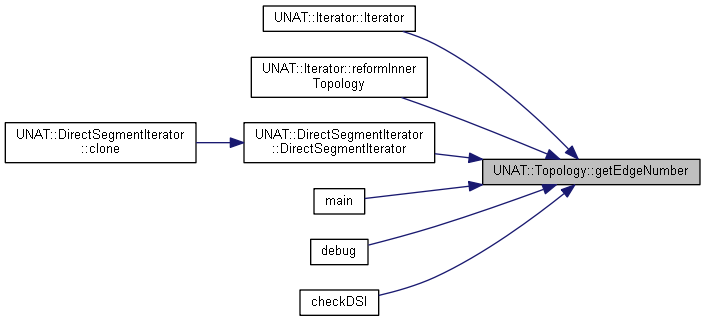 UNAT::Iterator::Iterator
UNAT::Iterator::reformInner
Topology
UNAT::DirectSegmentIterator
::clone
UNAT::DirectSegmentIterator
::DirectSegmentIterator
UNAT::Topology::getEdgeNumber
main
debug
checkDSI